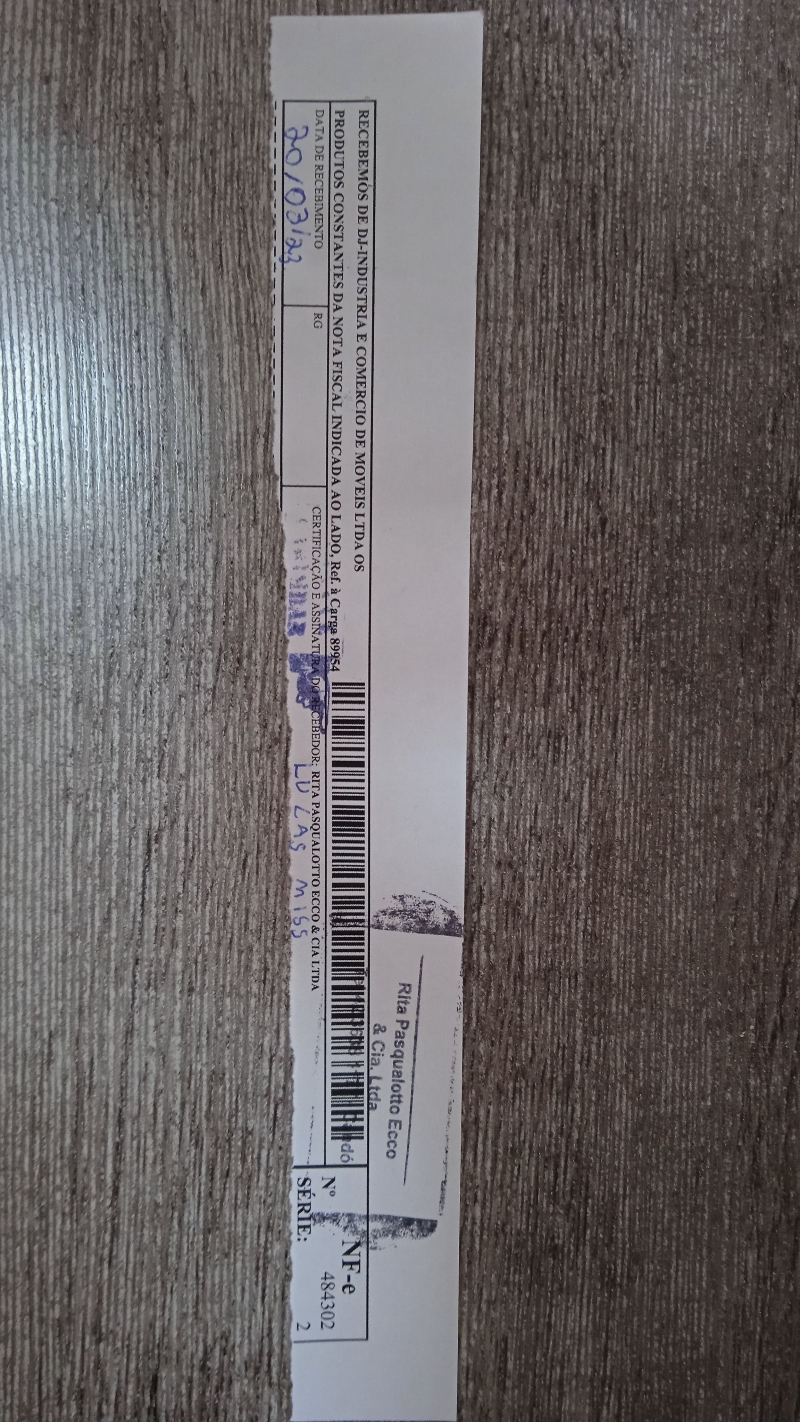 RECEBEMOS DE DJ-INDUSTRIA E COMERCIO DE MOVEIS LTDA OS
PRODUTOS CONSTANTES DA NOTA FISCAL INDICADA AO LADO, Ref. à Carga 89954
DATA DE RECEBIMENTO
20/03/23
RG
CERTIFICAÇÃO E ASSINATURA DO RECEBEDOR: RITA PASQUALOTTO ECCO & CIA LTDA
LUCAS
Rita Pasqualotto Ecco
& Cia. Ltda
NF-e
Nº 484302
SÉRIE: 2